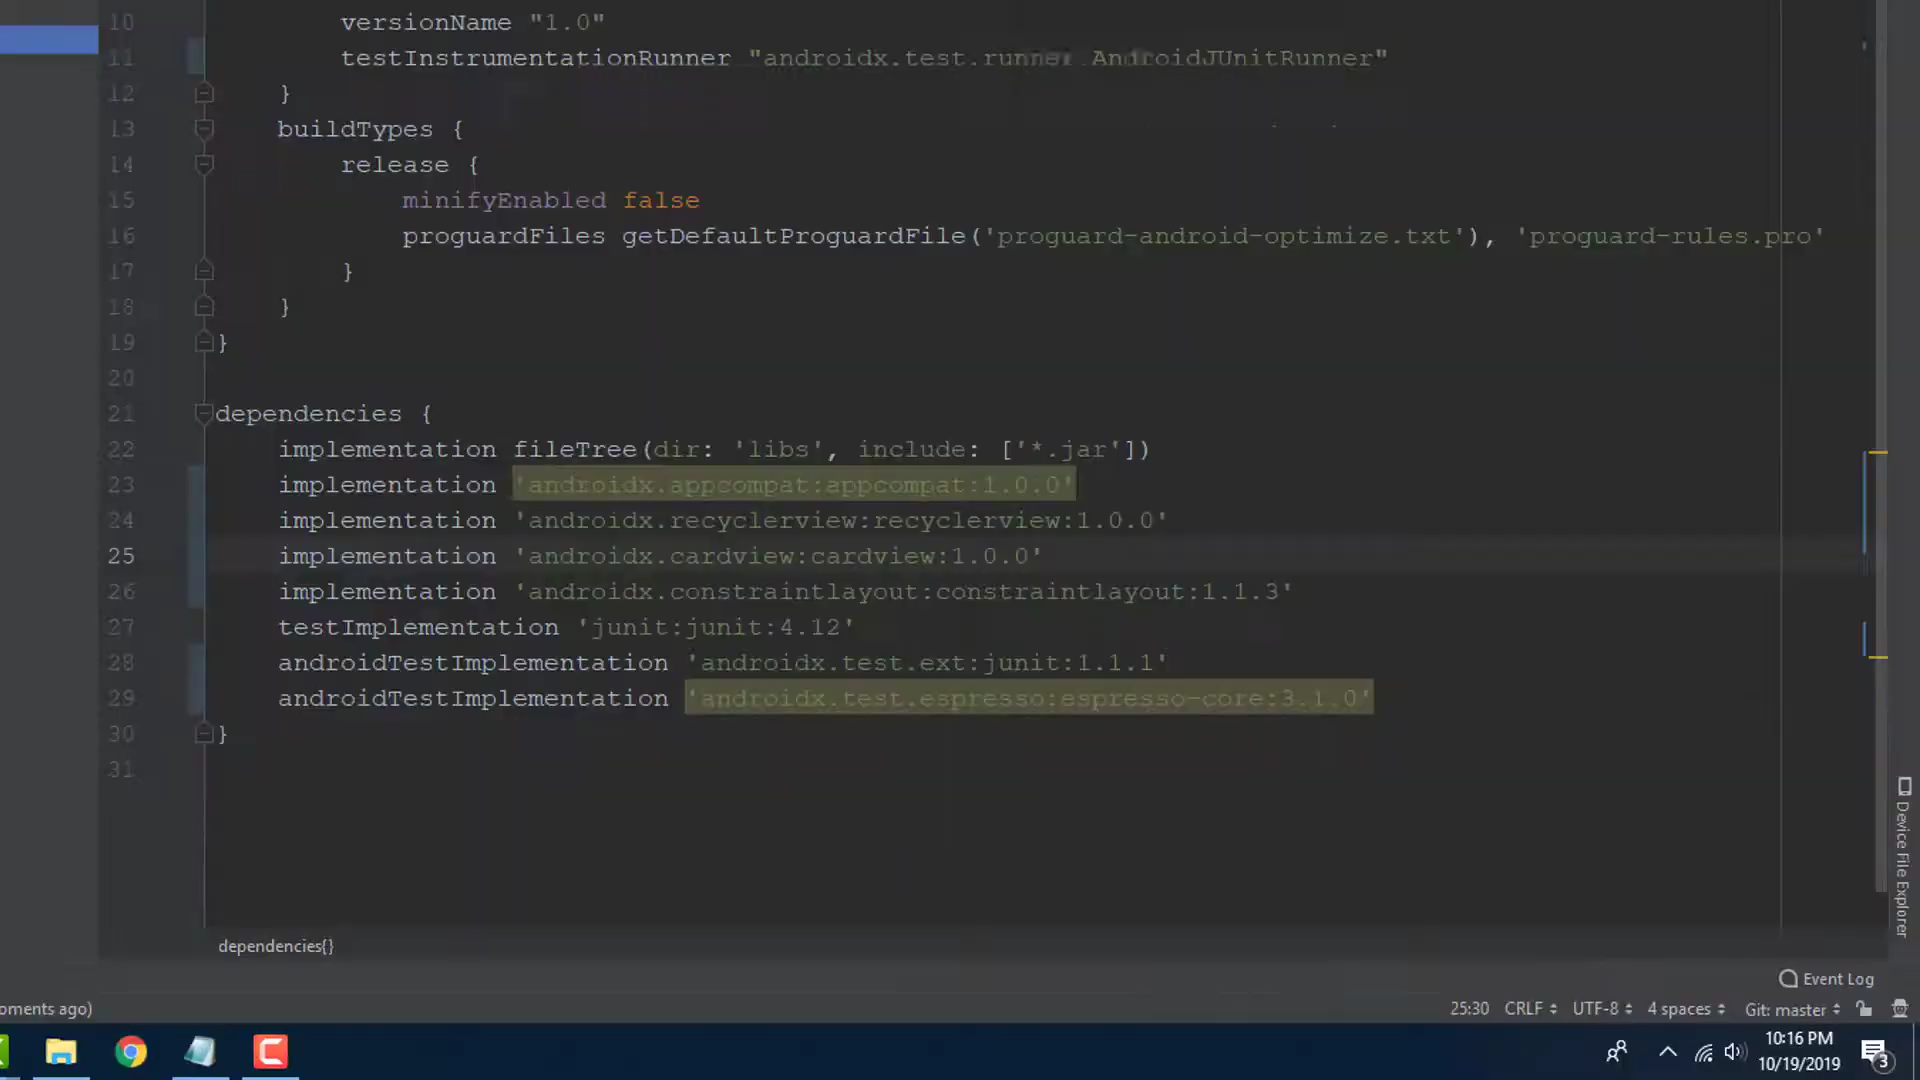 10 versionName "1.0"
11 testInstrumentationRunner "androidx.test.runner.AndroidJUnitRunner"
12 }
13 buildTypes {
14 release {
15 minifyEnabled false
16 proguardFiles getDefaultProguardFile('proguard-android-optimize.txt'), 'proguard-rules.pro'
17 }
18 }
19 }
20
21 dependencies {
22 implementation fileTree(dir: 'libs', include: ['*.jar'])
23 implementation 'androidx.appcompat:appcompat:1.0.0'
24 implementation 'androidx.recyclerview:recyclerview:1.0.0'
25 implementation 'androidx.cardview:cardview:1.0.0'
26 implementation 'androidx.constraintlayout:constraintlayout:1.1.3'
27 testImplementation 'junit:junit:4.12'
28 androidTestImplementation 'androidx.test.ext:junit:1.1.1'
29 androidTestImplementation 'androidx.test.espresso:espresso-core:3.1.0'
30 }
31
Device File Explorer
dependencies{}
Event Log
oments ago) 25:30 CRLF UTF-8 4 spaces Git: master
10:16 PM
10/19/2019
3